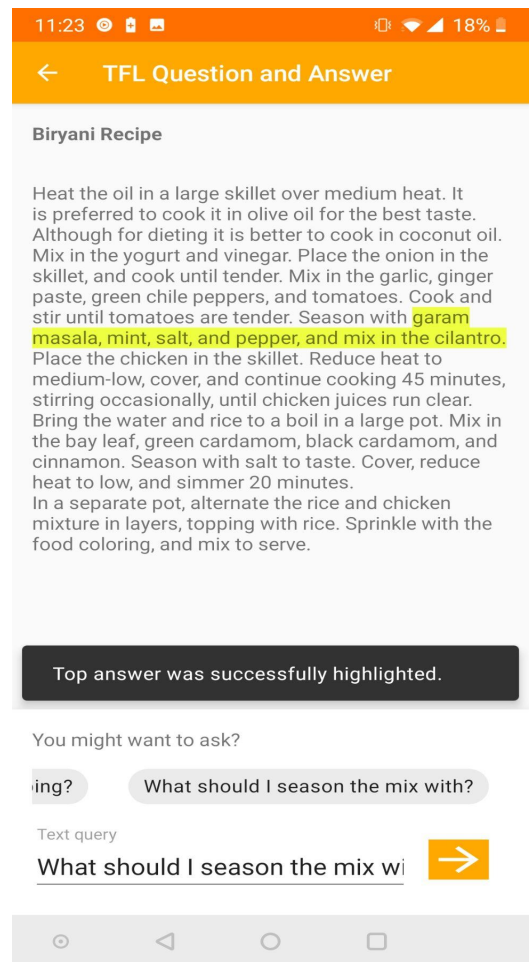 11:23 18%
TFL Question and Answer
Biryani Recipe
Heat the oil in a large skillet over medium heat. It
is preferred to cook it in olive oil for the best taste.
Although for dieting it is better to cook in coconut oil.
Mix in the yogurt and vinegar. Place the onion in the
skillet, and cook until tender. Mix in the garlic, ginger
paste, green chile peppers, and tomatoes. Cook and
stir until tomatoes are tender. Season with garam
masala, mint, salt, and pepper, and mix in the cilantro.
Place the chicken in the skillet. Reduce heat to
medium-low, cover, and continue cooking 45 minutes,
stirring occasionally, until chicken juices run clear.
Bring the water and rice to a boil in a large pot. Mix in
the bay leaf, green cardamom, black cardamom, and
cinnamon. Season with salt to taste. Cover, reduce
heat to low, and simmer 20 minutes.
In a separate pot, alternate the rice and chicken
mixture in layers, topping with rice. Sprinkle with the
food coloring, and mix to serve.
Top answer was successfully highlighted.
You might want to ask?
ing? What should I season the mix with?
Text query
What should I season the mix wi